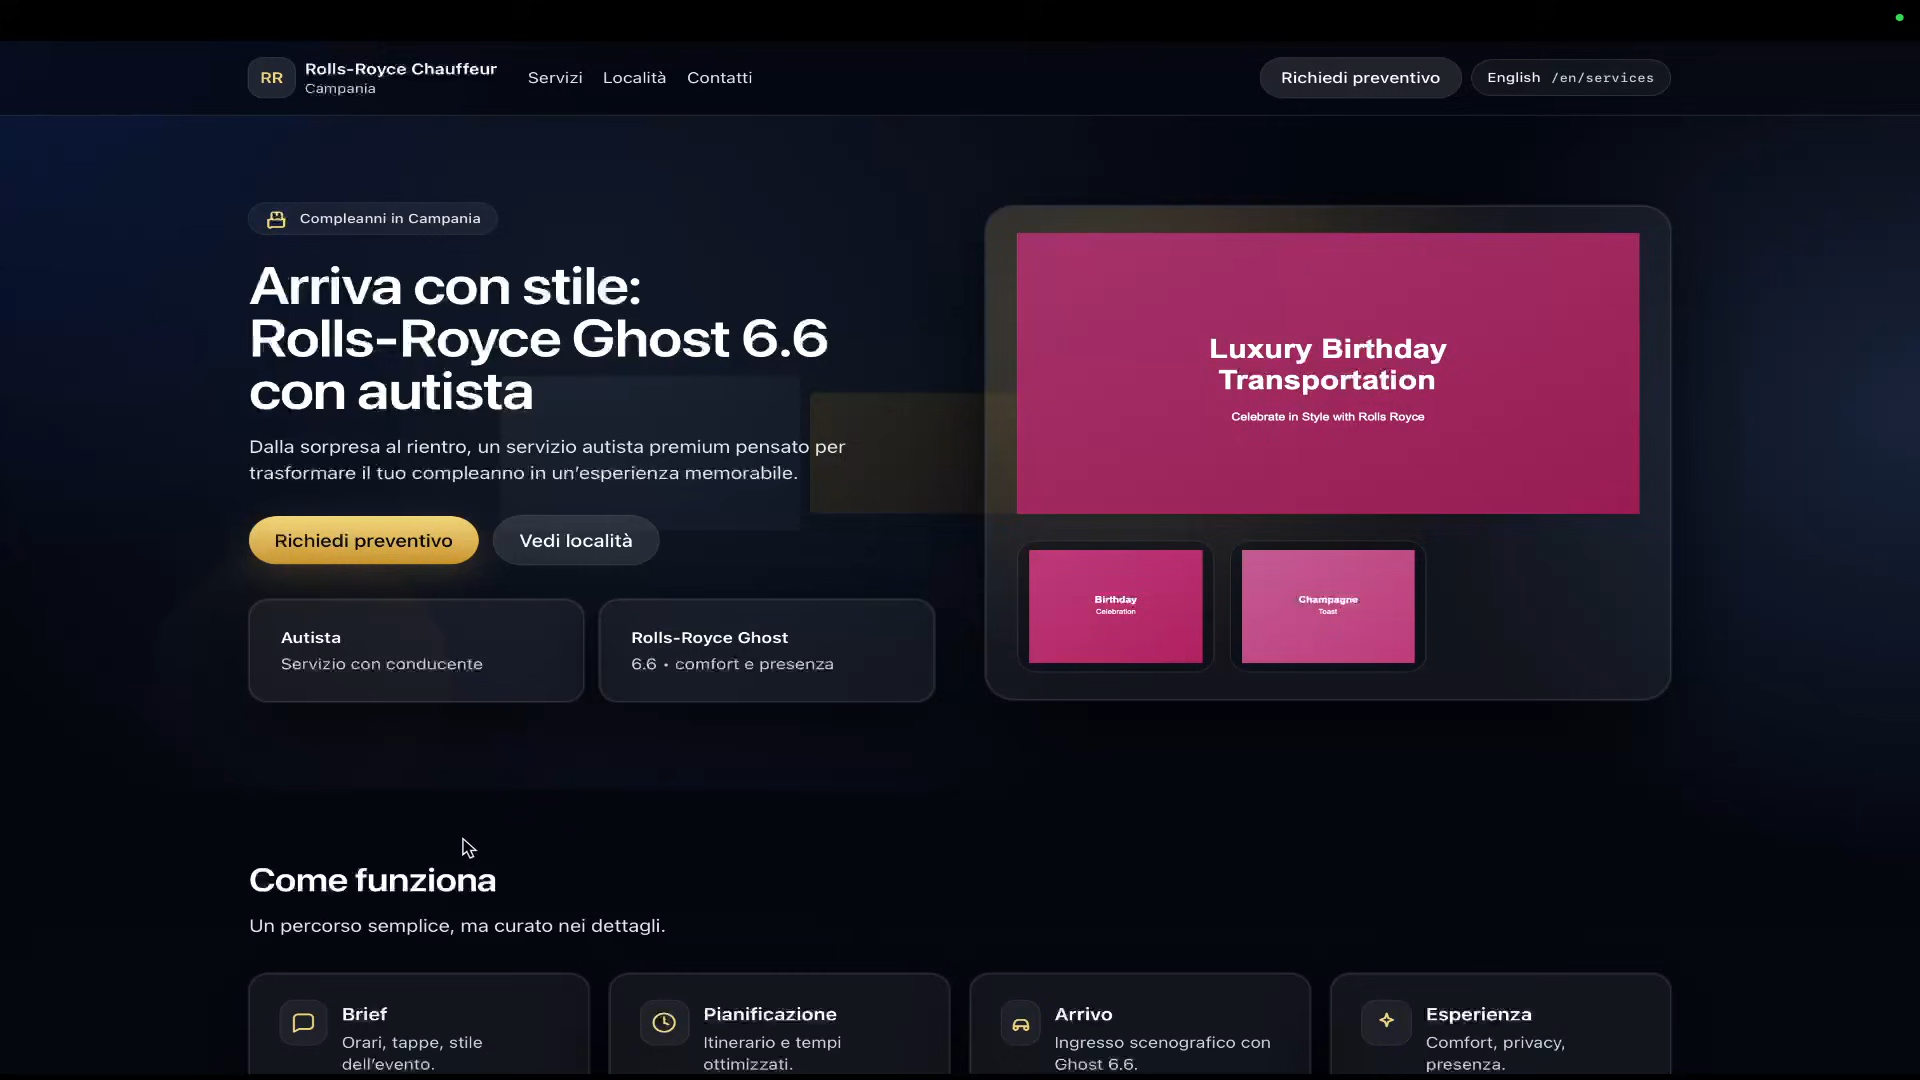 RR
Rolls-Royce Chauffeur
Campania
Servizi
Località
Contatti
Richiedi preventivo
English /en/services
Compleanni in Campania
Arriva con stile:
Rolls-Royce Ghost 6.6
con autista
Dalla sorpresa al rientro, un servizio autista premium pensato per
trasformare il tuo compleanno in un’esperienza memorabile.
Richiedi preventivo
Vedi località
Autista
Servizio con conducente
Rolls-Royce Ghost
6.6 • comfort e presenza
Luxury Birthday
Transportation
Celebrate in Style with Rolls Royce
Birthday
Celebration
Champagne
Toast
Come funziona
Un percorso semplice, ma curato nei dettagli.
Brief
Orari, tappe, stile
dell’evento.
Pianificazione
Itinerario e tempi
ottimizzati.
Arrivo
Ingresso scenografico con
Ghost 6.6.
Esperienza
Comfort, privacy,
presenza.